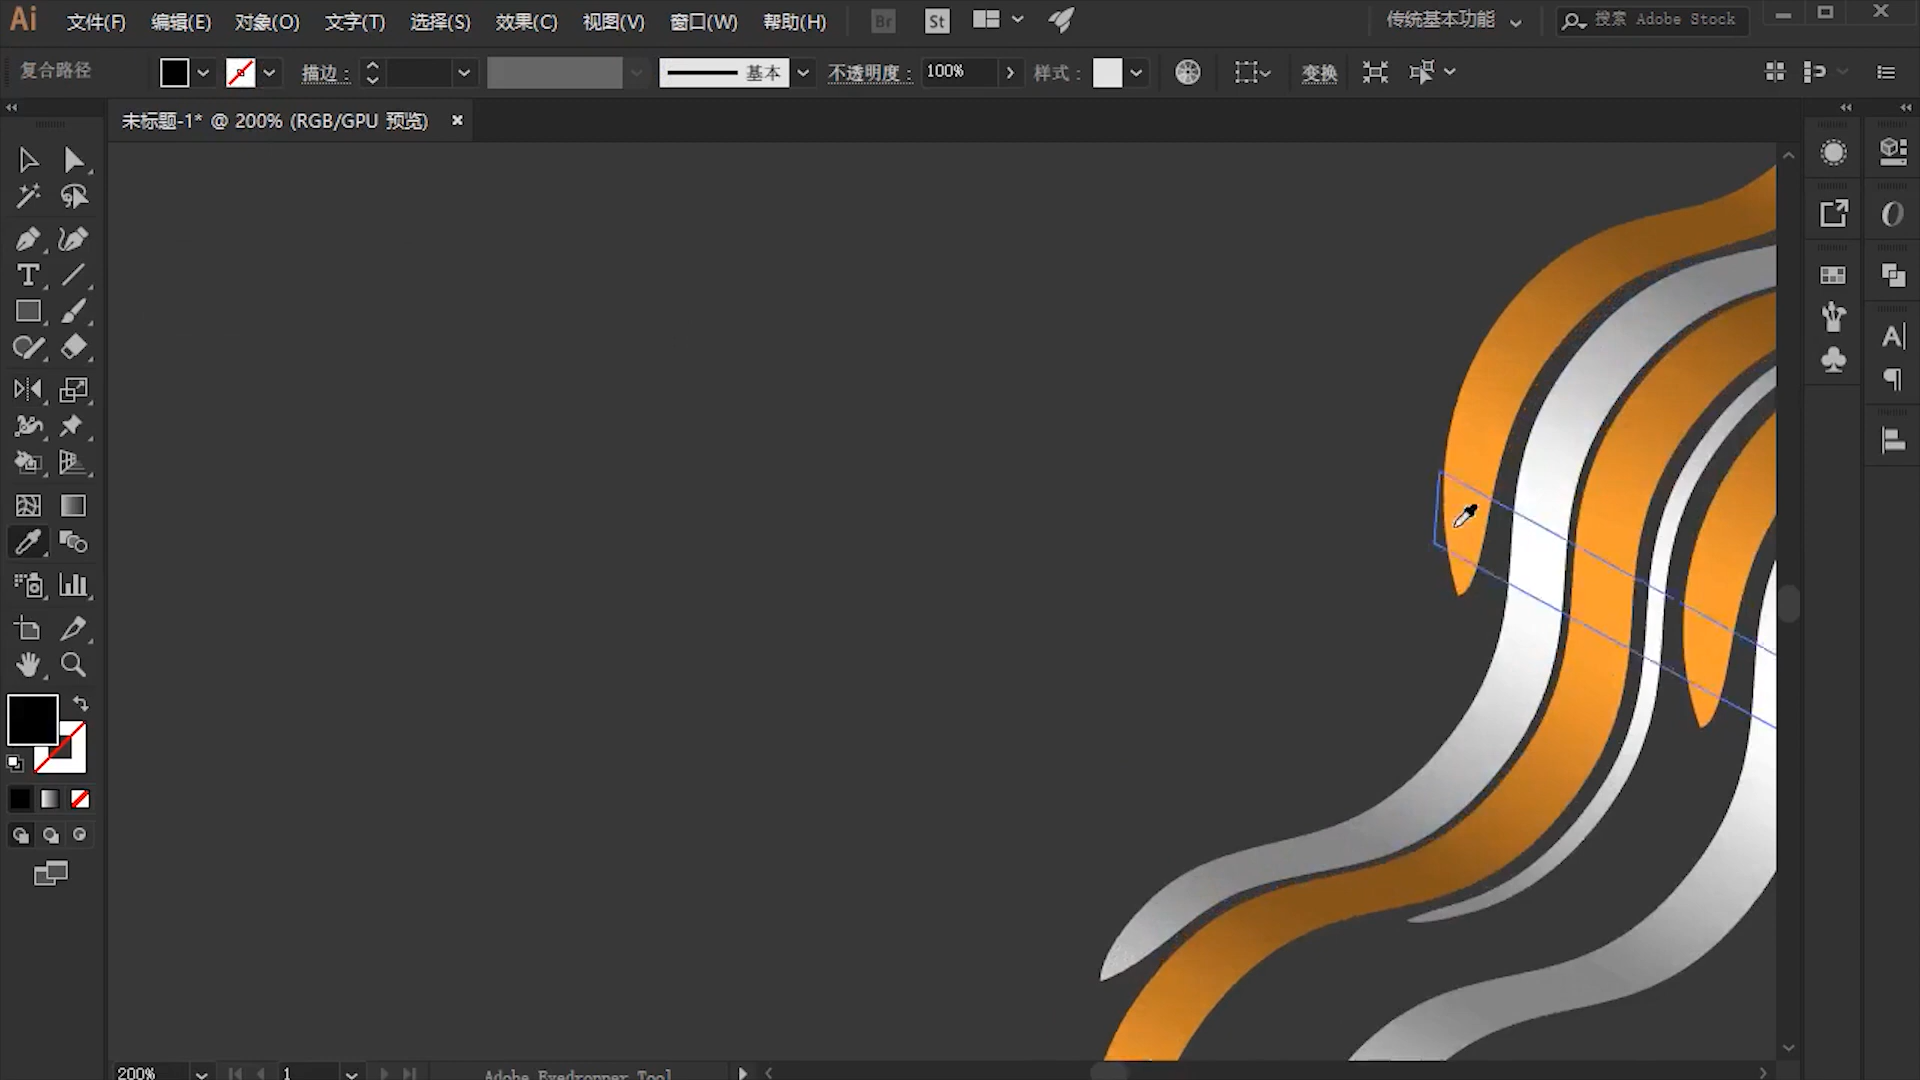 Ai 文件(F) 编辑(E) 对象(O) 文字(T) 选择(S) 效果(C) 视图(V) 窗口(W) 帮助(H) Br St 传统基本功能 搜索 Adobe Stock
复合路径 描边: 基本 不透明度: 100% 样式: 变换
未标题-1* @ 200% (RGB/GPU 预览)
200% 1 Adobe Eyedropper Tool